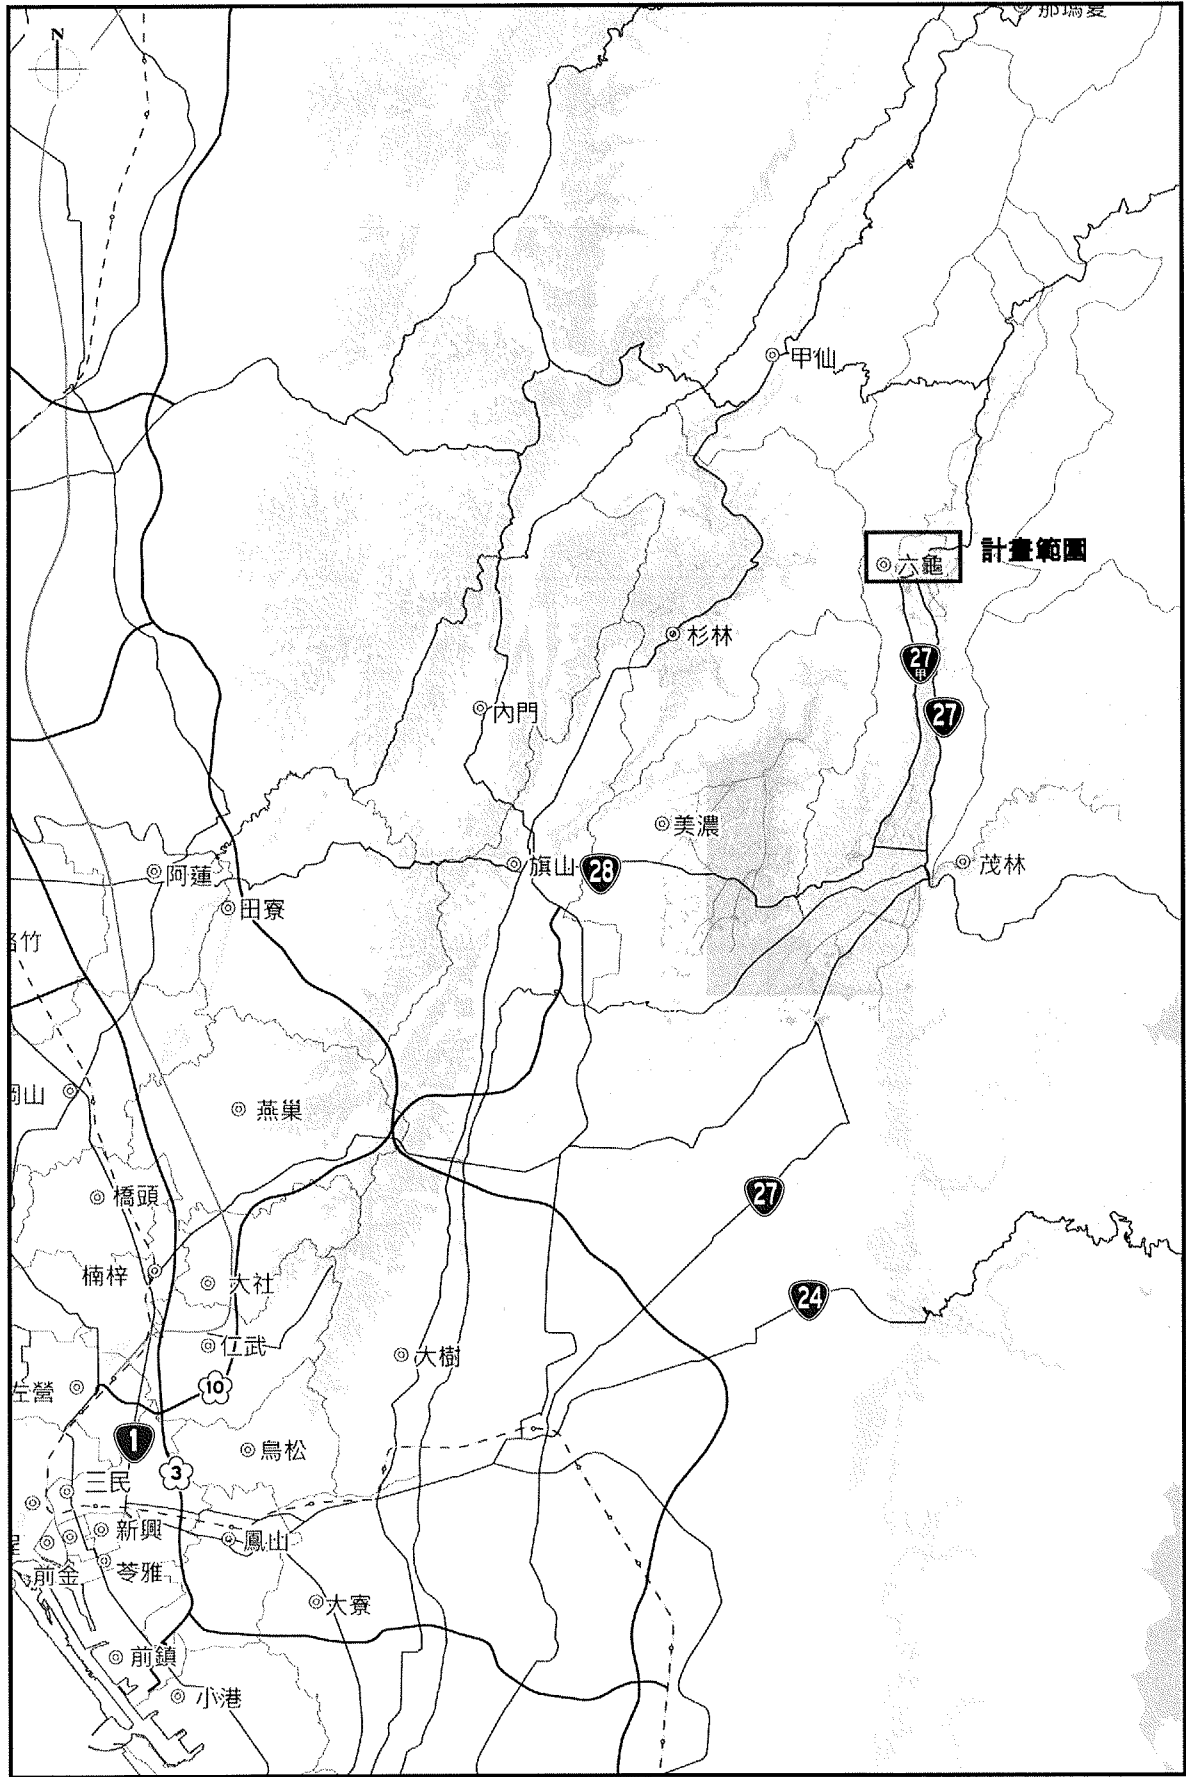 那瑪夏
N
甲仙
計畫範圍
六龜
杉林
27
甲
內門
27
美濃
旗山
28
茂林
阿蓮
田寮
路竹
岡山
燕巢
橋頭
27
楠梓
大社
24
仁武
大樹
左營
10
1
鳥松
3
三民
新興
鳳山
前金
苓雅
大寮
前鎮
小港